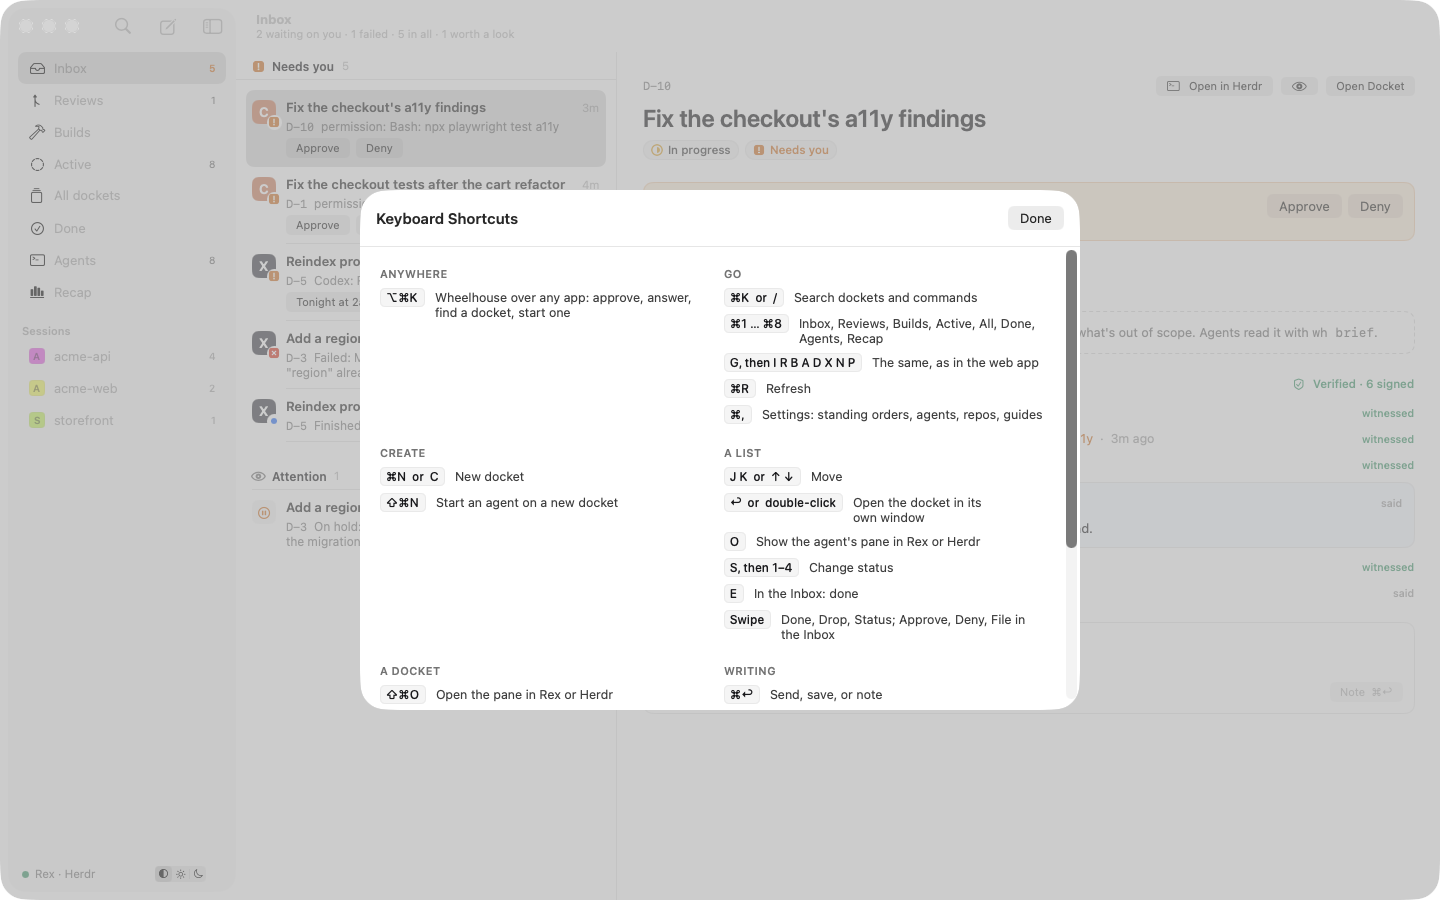 Inbox
2 waiting on you · 1 failed · 5 in all · 1 worth a look
Inbox 5
Reviews 1
Builds
Active 8
All dockets
Done
Agents 8
Recap
Sessions
A acme-api 4
A acme-web 2
S storefront 1
Rex · Herdr
Needs you 5
C Fix the checkout's a11y findings 3m
D-10 permission: Bash: npx playwright test a11y
Approve Deny
C Fix the checkout tests after the cart refactor 4m
D-1 permissi
Approve
X Reindex pro
D-5 Codex:
Tonight at 2
X Add a region
D-3 Failed:
"region" alrea
X Reindex pro
D-5 Finished
Attention 1
Add a region
D-3 On hold:
the migration
D-10
Open in Herdr
Open Docket
Fix the checkout's a11y findings
In progress
Needs you
Approve Deny
what's out of scope. Agents read it with wh brief.
Verified · 6 signed
witnessed
1y · 3m ago witnessed
witnessed
said
d.
witnessed
said
Note ⌘↩
Keyboard Shortcuts
Done
ANYWHERE
⌥⌘K Wheelhouse over any app: approve, answer,
find a docket, start one
GO
⌘K or / Search dockets and commands
⌘1 … ⌘8 Inbox, Reviews, Builds, Active, All, Done,
Agents, Recap
G, then I R B A D X N P The same, as in the web app
⌘R Refresh
⌘, Settings: standing orders, agents, repos, guides
CREATE
⌘N or C New docket
⇧⌘N Start an agent on a new docket
A LIST
J K or ↑ ↓ Move
↩ or double-click Open the docket in its
own window
O Show the agent's pane in Rex or Herdr
S, then 1–4 Change status
E In the Inbox: done
Swipe Done, Drop, Status; Approve, Deny, File in
the Inbox
A DOCKET
⇧⌘O Open the pane in Rex or Herdr
WRITING
⌘↩ Send, save, or note